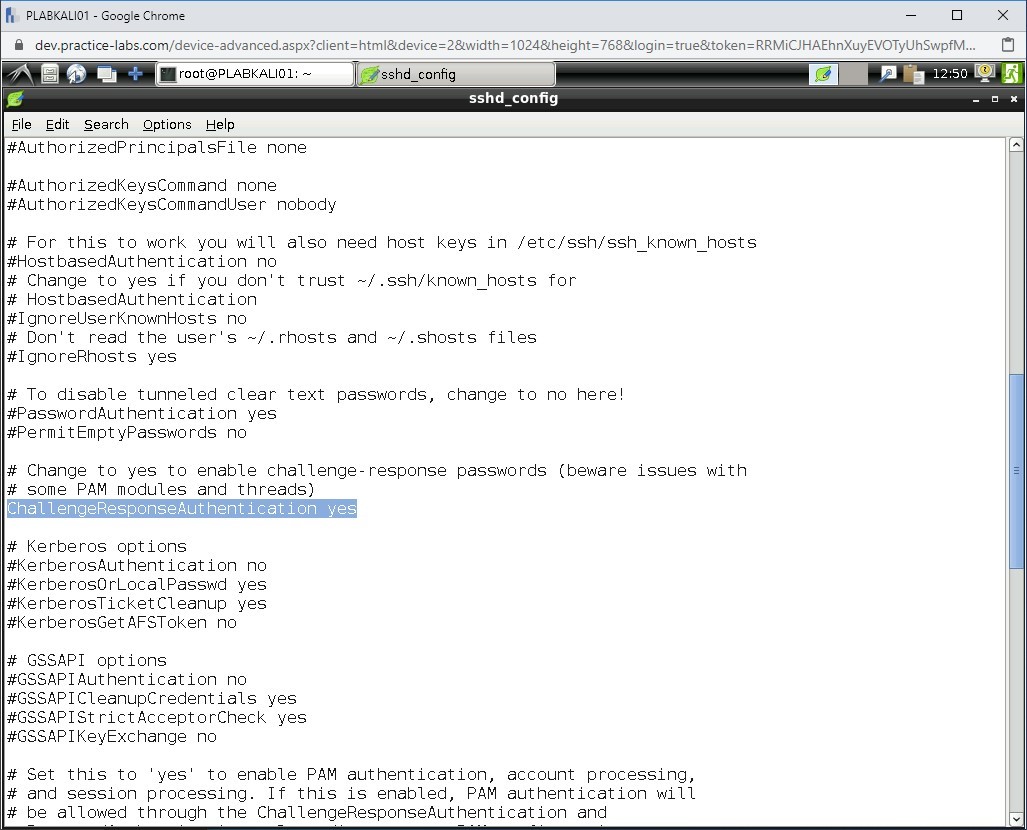 PLABKALI01 - Google Chrome
dev.practice-labs.com/device-advanced.aspx?client=html&device=2&width=1024&height=768&login=true&token=RRMiCJHAEhnXuyEVOTyUhSwpfM...
root@PLABKALI01: ~
sshd_config
12:50
sshd_config
File Edit Search Options Help
#AuthorizedPrincipalsFile none
#AuthorizedKeysCommand none
#AuthorizedKeysCommandUser nobody
# For this to work you will also need host keys in /etc/ssh/ssh_known_hosts
#HostbasedAuthentication no
# Change to yes if you don't trust ~/.ssh/known_hosts for
# HostbasedAuthentication
#IgnoreUserKnownHosts no
# Don't read the user's ~/.rhosts and ~/.shosts files
#IgnoreRhosts yes
# To disable tunneled clear text passwords, change to no here!
#PasswordAuthentication yes
#PermitEmptyPasswords no
# Change to yes to enable challenge-response passwords (beware issues with
# some PAM modules and threads)
ChallengeResponseAuthentication yes
# Kerberos options
#KerberosAuthentication no
#KerberosOrLocalPasswd yes
#KerberosTicketCleanup yes
#KerberosGetAFSToken no
# GSSAPI options
#GSSAPIAuthentication no
#GSSAPICleanupCredentials yes
#GSSAPIStrictAcceptorCheck yes
#GSSAPIKeyExchange no
# Set this to 'yes' to enable PAM authentication, account processing,
# and session processing. If this is enabled, PAM authentication will
# be allowed through the ChallengeResponseAuthentication and